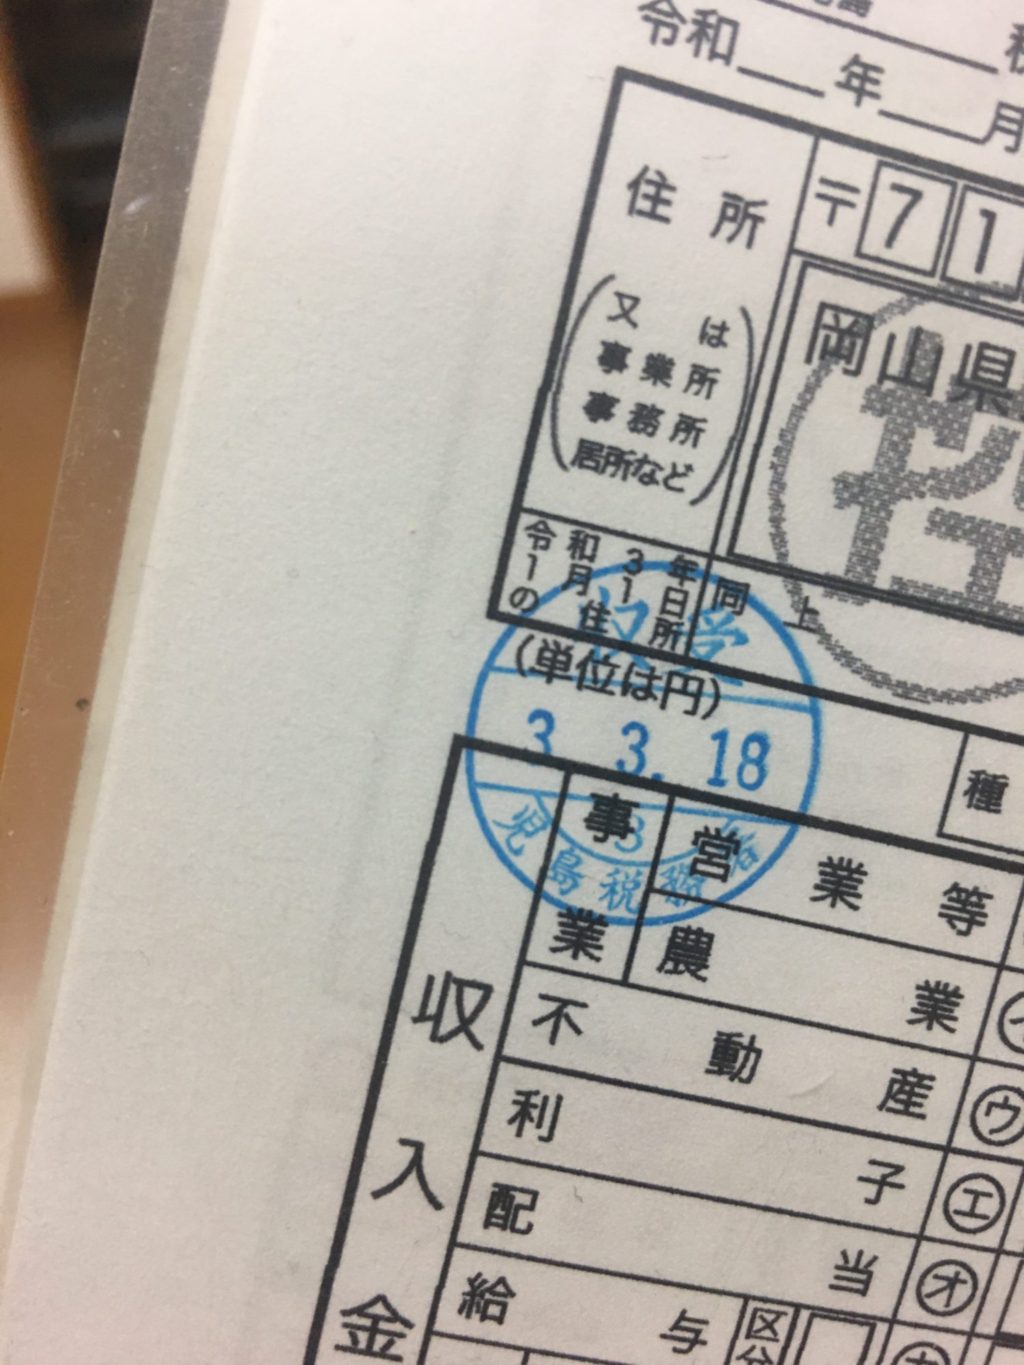 令和 年 月
住所
〒71
(又は
事業所
事務所
居所など)
岡山県
控
令和3年
1月1日
の住所
同上
収受
(単位は円)
3. 3. 18
3
児島税務署
種
収入金
事業
営業等
農業
不動産 ㋒
利子 ㋓
配当 ㋔
給与 区分